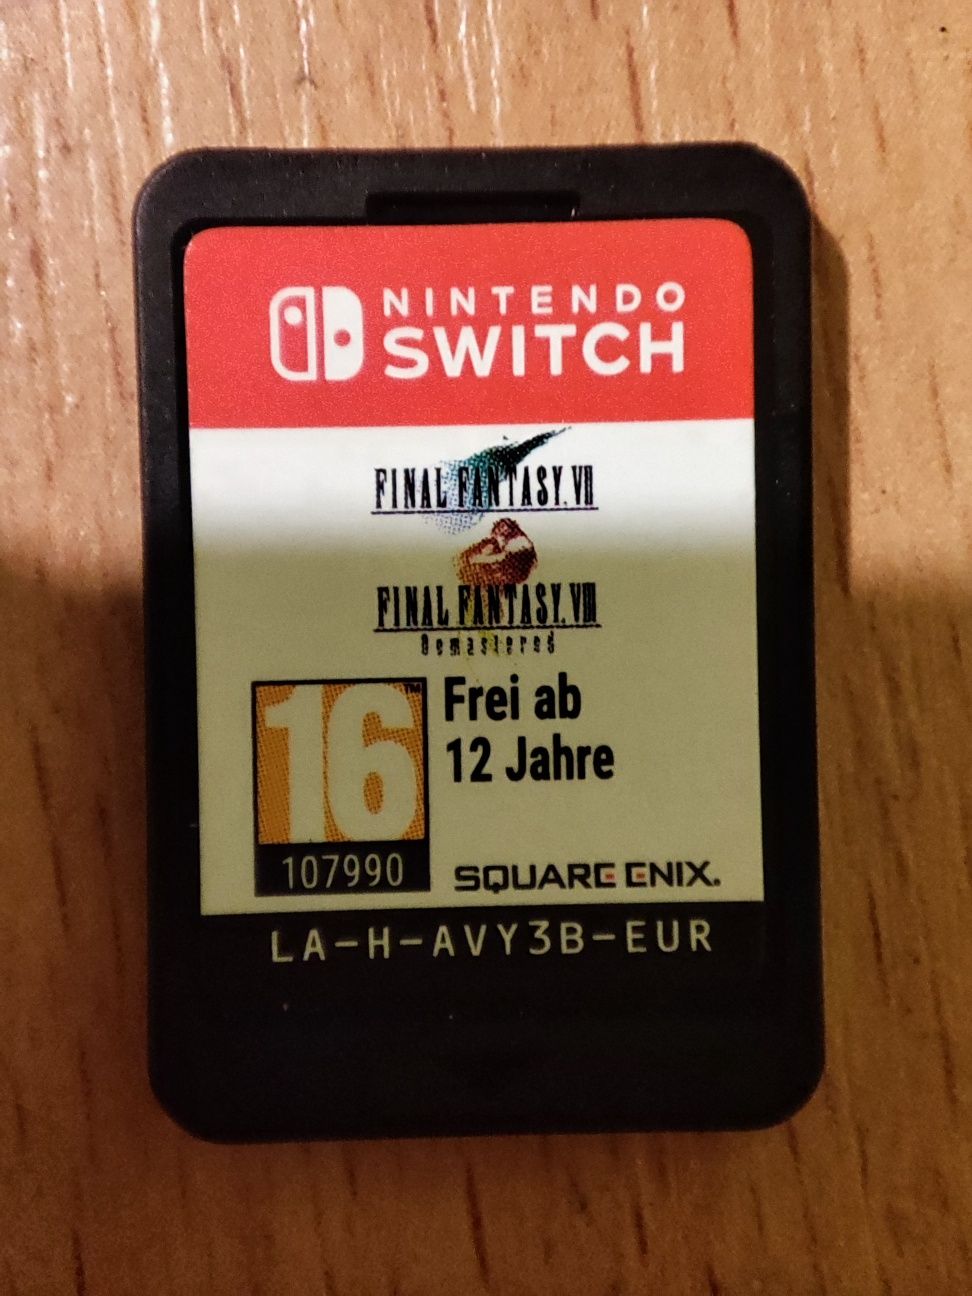 NINTENDO
SWITCH
FINAL FANTASY. VII
FINAL FANTASY. VIII
Remastered
16™
Frei ab
12 Jahre
107990
SQUARE ENIX.
LA-H-AVY3B-EUR